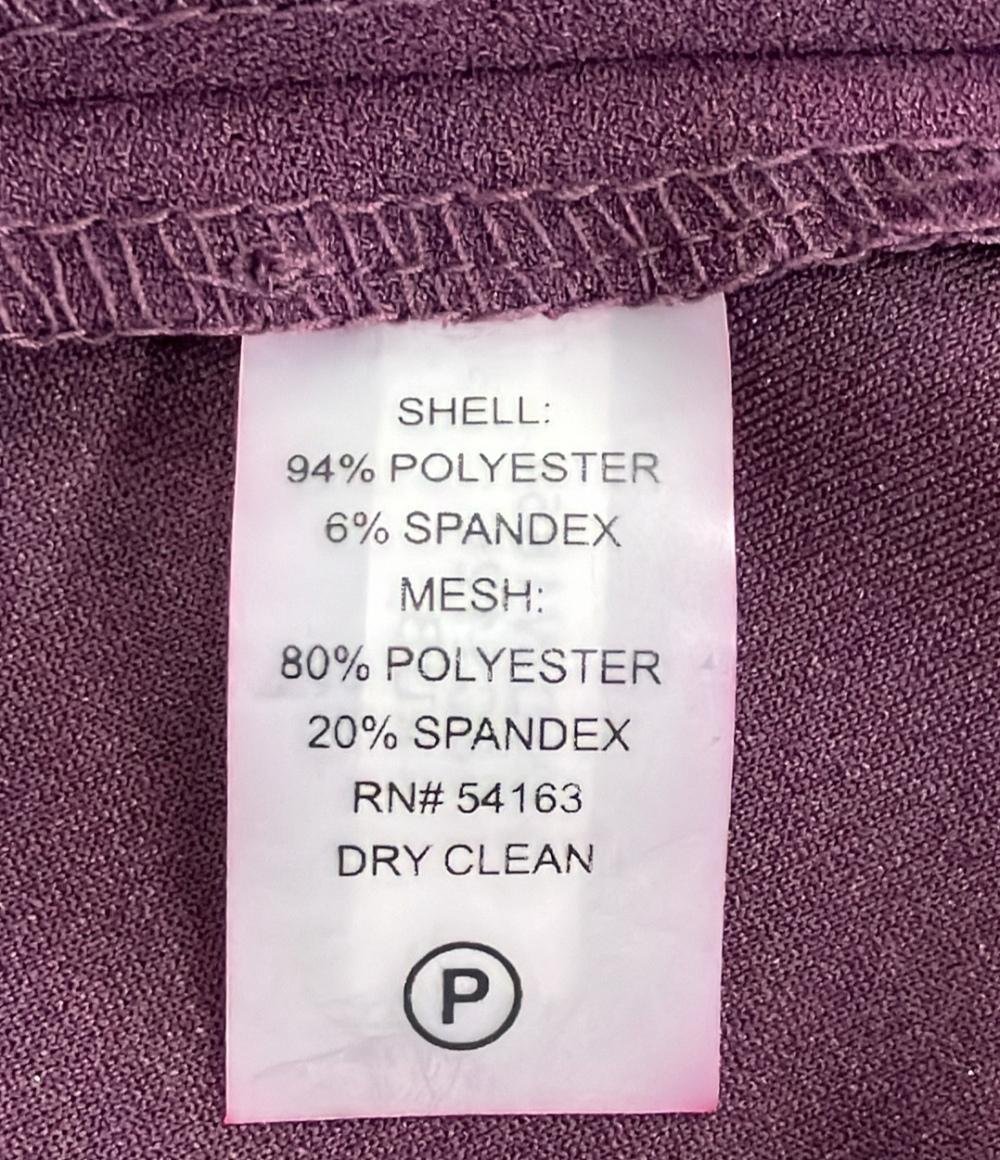 SHELL:
94% POLYESTER
6% SPANDEX
MESH:
80% POLYESTER
20% SPANDEX
RN# 54163
DRY CLEAN
P